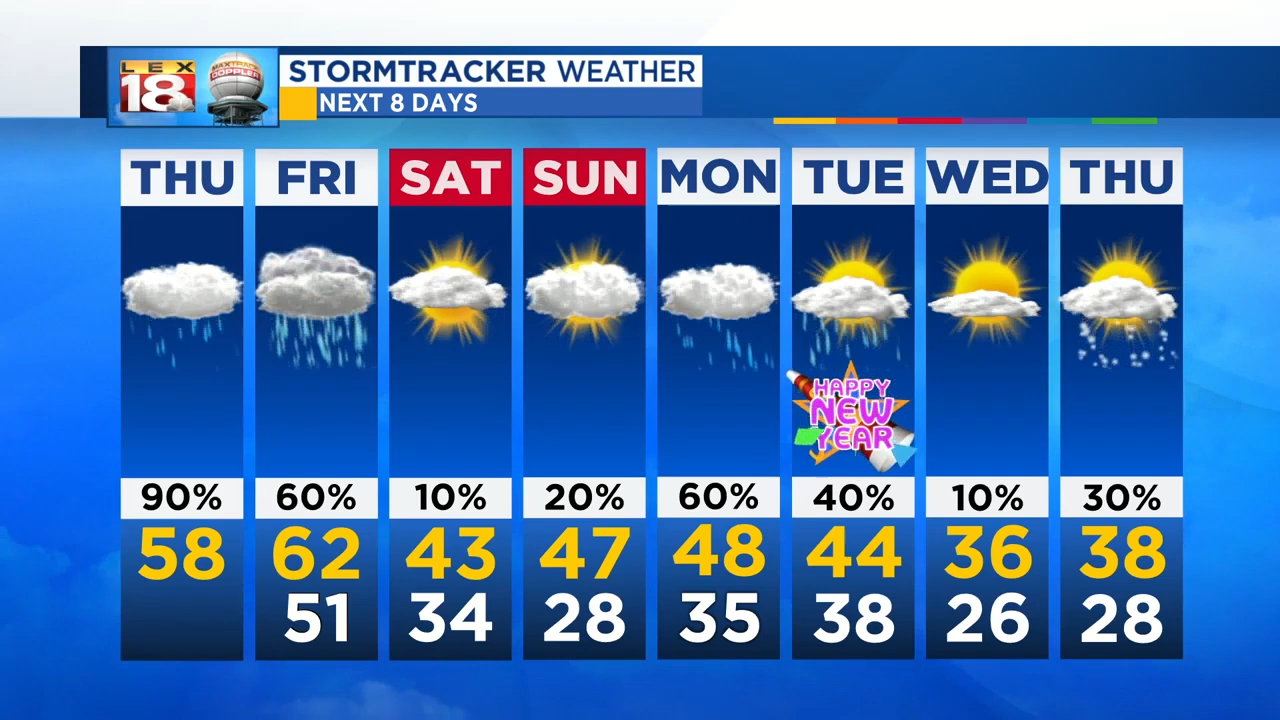 LEX
18
MAXTRACK
DOPPLER
STORMTRACKER WEATHER
NEXT 8 DAYS
THU FRI SAT SUN MON TUE WED THU
HAPPY
NEW
YEAR
90% 60% 10% 20% 60% 40% 10% 30%
58 62 43 47 48 44 36 38
51 34 28 35 38 26 28